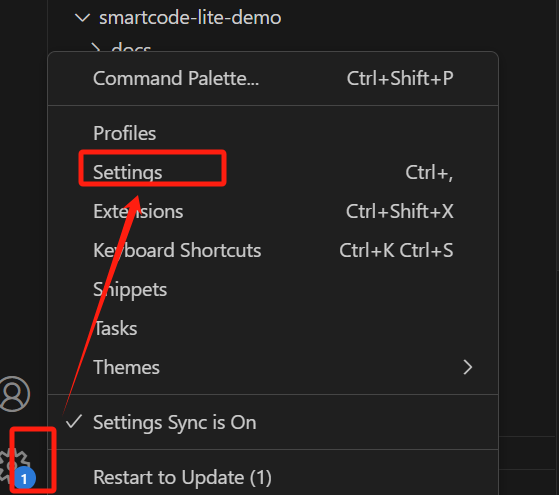 smartcode-lite-demo
docs
Command Palette... Ctrl+Shift+P
Profiles
Settings Ctrl+,
Extensions Ctrl+Shift+X
Keyboard Shortcuts Ctrl+K Ctrl+S
Snippets
Tasks
Themes
Settings Sync is On
1
Restart to Update (1)